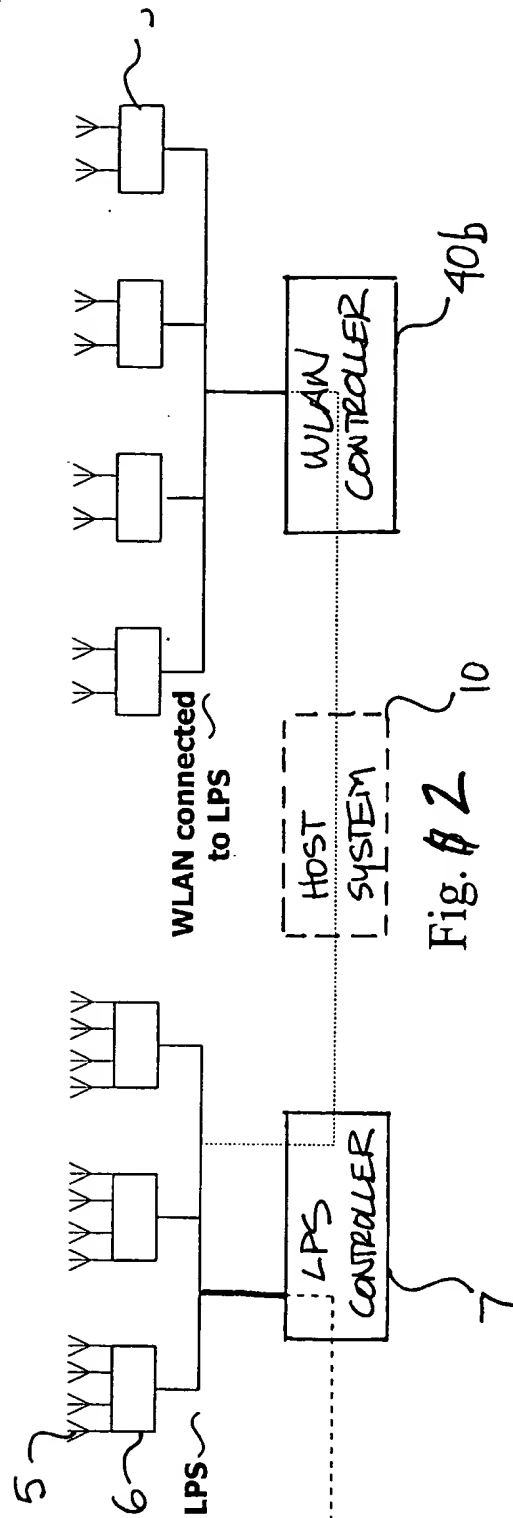 WLAN connected
to LPS
5
6
LPS
LPS
CONTROLLER
7
HOST
SYSTEM
10
WLAN
CONTROLLER
40b
Fig. 2